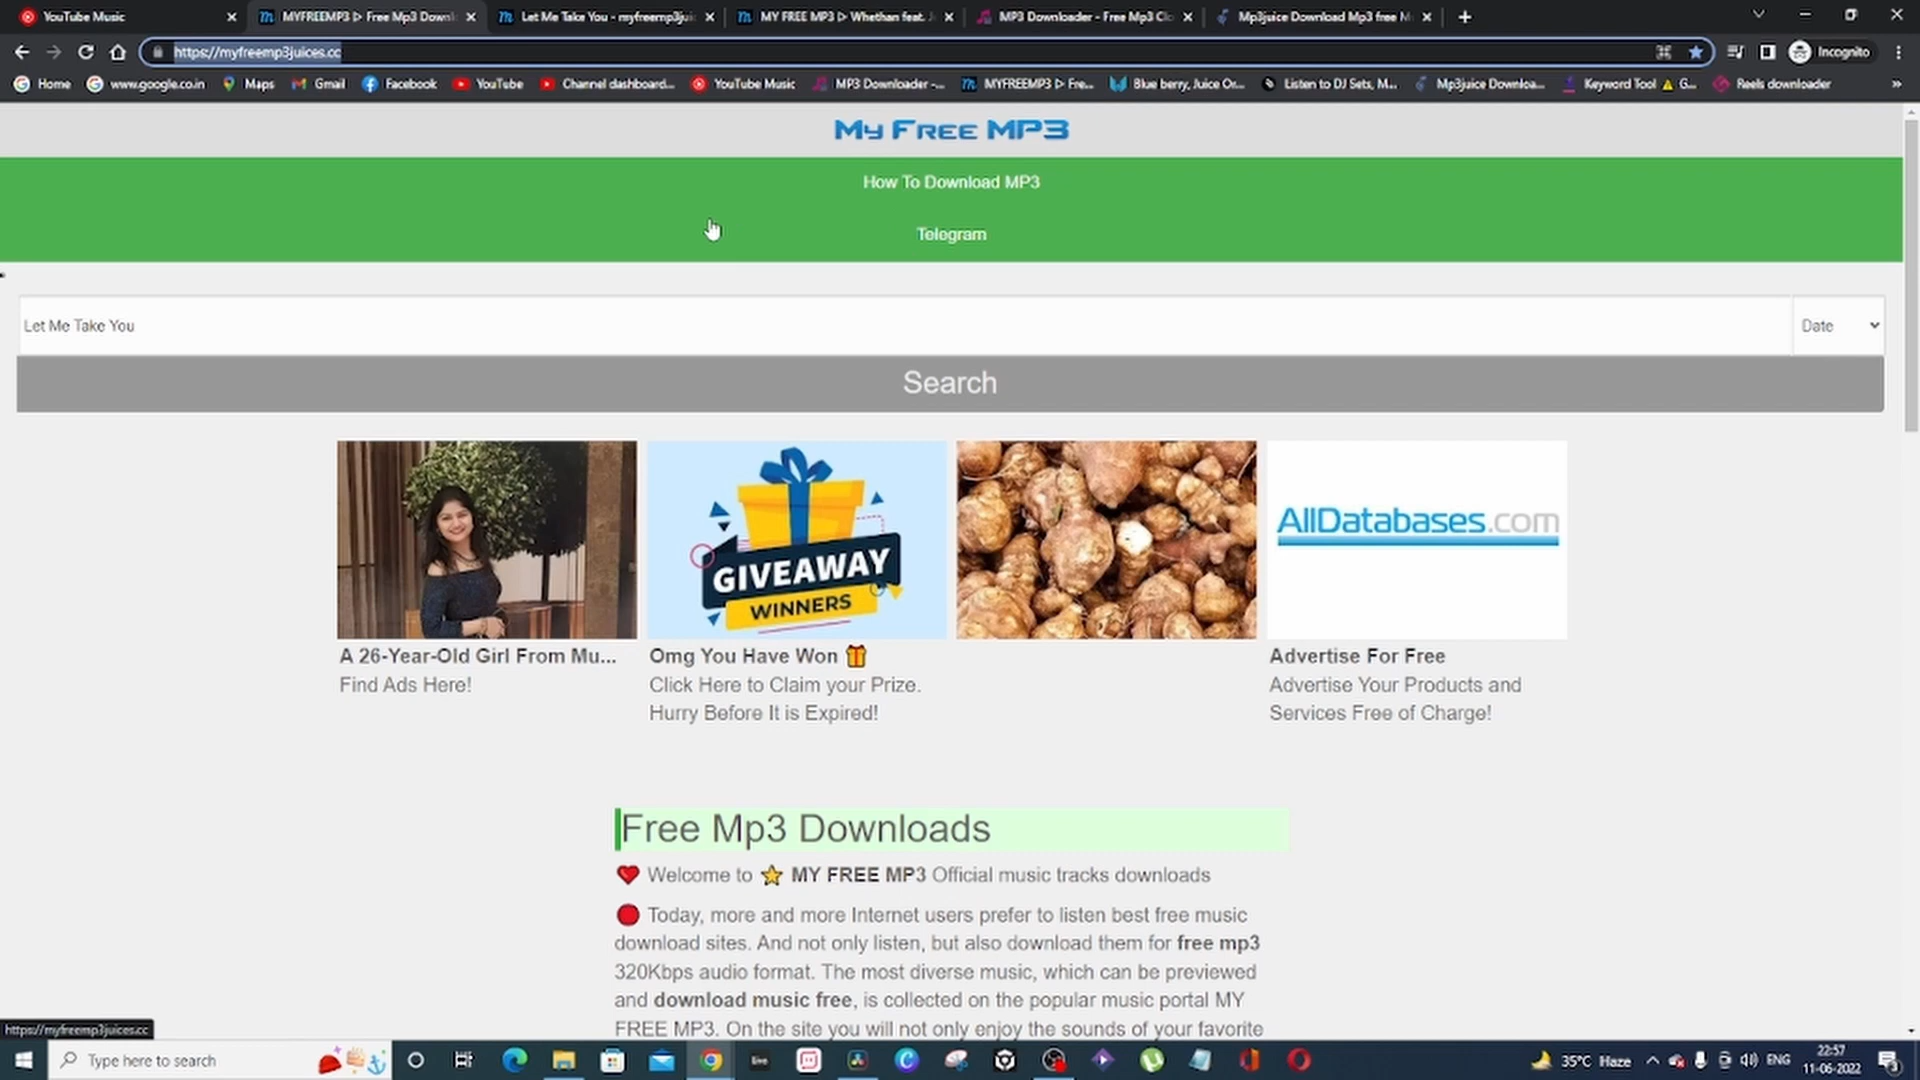 YouTube Music
MYFREEMP3 ᐈ Free Mp3 Down
Let Me Take You - myfreemp3jui
MY FREE MP3 ᐈ Whethan feat. J
MP3 Downloader - Free Mp3 Clo
Mp3juice Download Mp3 free M
https://myfreemp3juices.cc
Incognito
Home
www.google.co.in
Maps
Gmail
Facebook
YouTube
Channel dashboard...
YouTube Music
MP3 Downloader -...
MYFREEMP3 ᐈ Fre...
Blue berry, Juice Or...
Listen to DJ Sets, M...
Mp3juice Downloa...
Keyword Tool ⚠ G...
Reels downloader
»
My Free MP3
How To Download MP3
Telegram
Let Me Take You
Date
Search
GIVEAWAY
WINNERS
AllDatabases.com
A 26-Year-Old Girl From Mu...
Find Ads Here!
Omg You Have Won 🎁
Click Here to Claim your Prize.
Hurry Before It is Expired!
Advertise For Free
Advertise Your Products and
Services Free of Charge!
Free Mp3 Downloads
❤ Welcome to ⭐ MY FREE MP3 Official music tracks downloads
🔴 Today, more and more Internet users prefer to listen best free music
download sites. And not only listen, but also download them for free mp3
320Kbps audio format. The most diverse music, which can be previewed
and download music free, is collected on the popular music portal MY
FREE MP3. On the site you will not only enjoy the sounds of your favorite
https://myfreemp3juices.cc
Type here to search
live
35°C Haze
ENG
22:57
11-06-2022
3